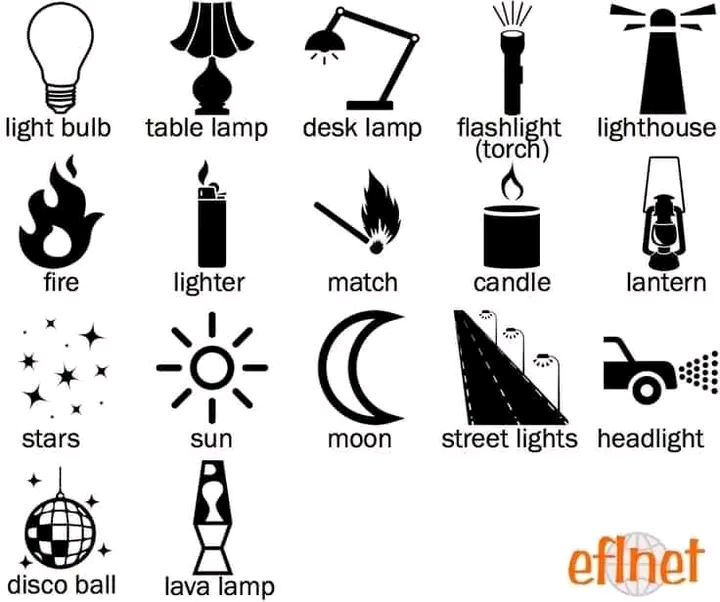 light bulb
table lamp
desk lamp
flashlight
(torch)
lighthouse
fire
lighter
match
candle
lantern
stars
sun
moon
street lights
headlight
disco ball
lava lamp
eflnet